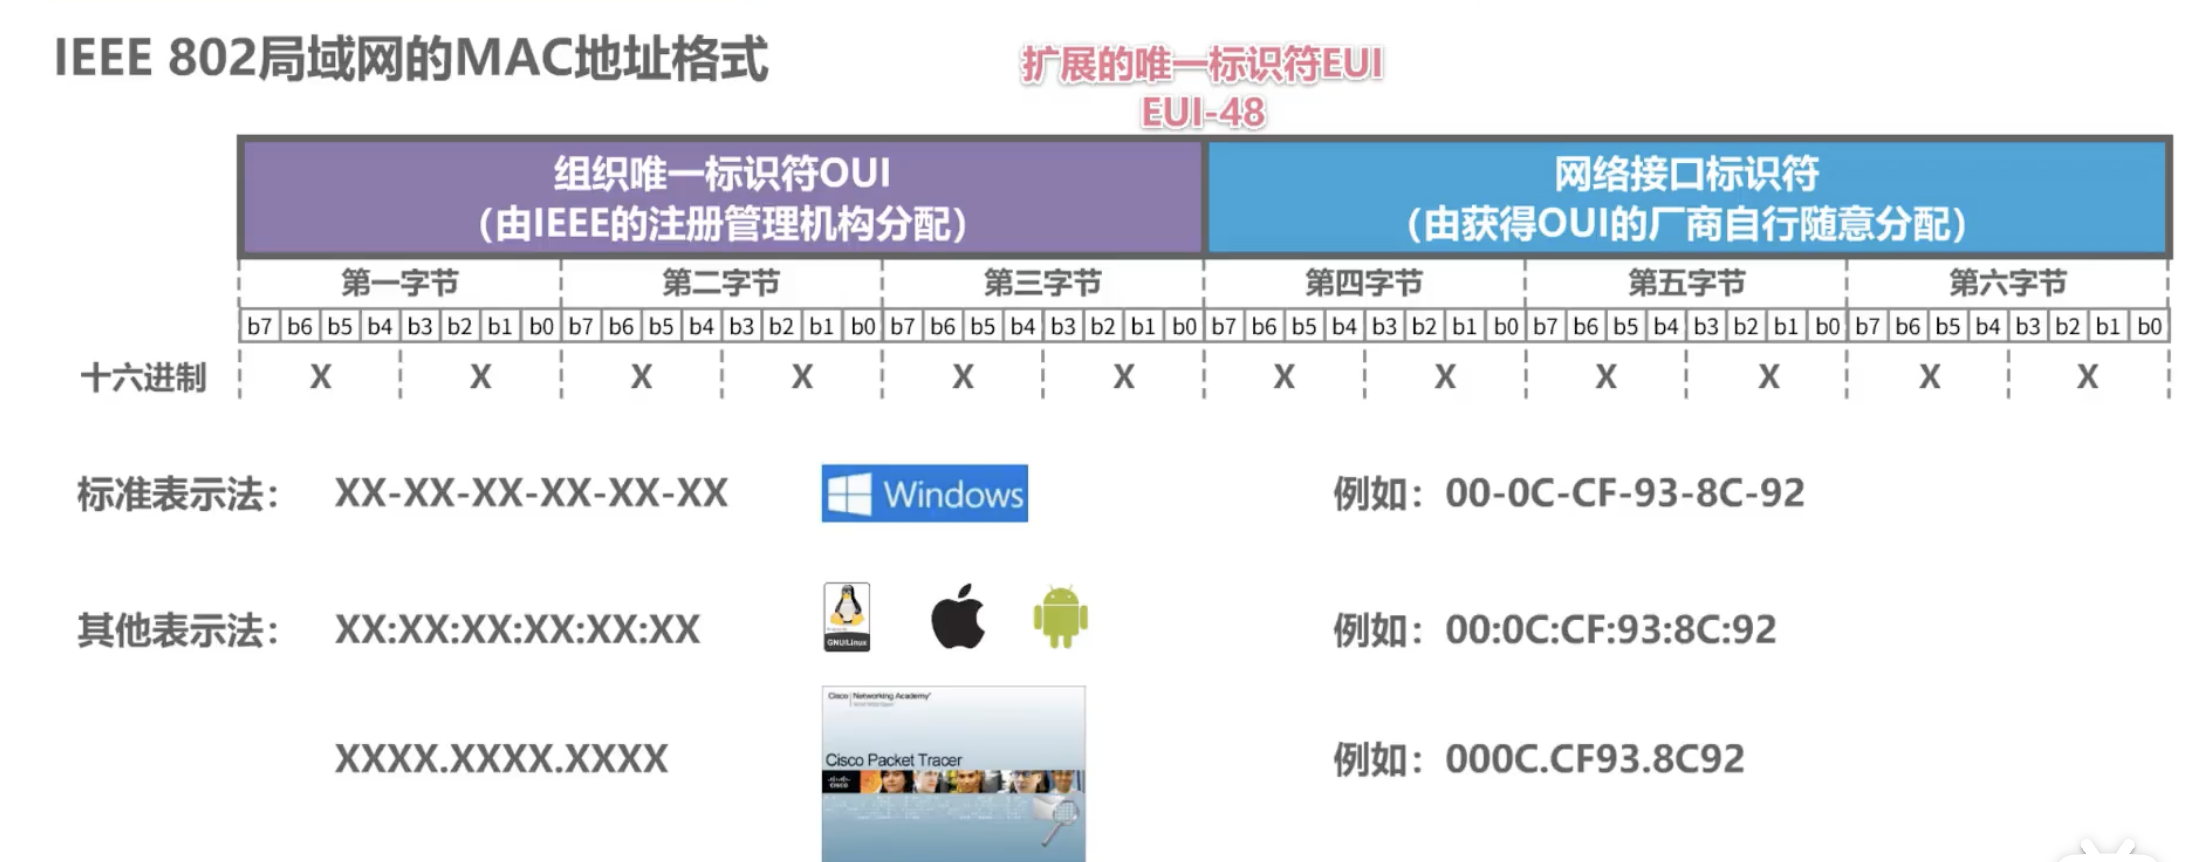 IEEE 802局域网的MAC地址格式
扩展的唯一标识符EUI
EUI-48
组织唯一标识符OUI
（由IEEE的注册管理机构分配）
网络接口标识符
（由获得OUI的厂商自行随意分配）
第一字节 第二字节 第三字节 第四字节 第五字节 第六字节
b7 b6 b5 b4 b3 b2 b1 b0 b7 b6 b5 b4 b3 b2 b1 b0 b7 b6 b5 b4 b3 b2 b1 b0 b7 b6 b5 b4 b3 b2 b1 b0 b7 b6 b5 b4 b3 b2 b1 b0 b7 b6 b5 b4 b3 b2 b1 b0
十六进制 X X X X X X X X X X X X
标准表示法： XX-XX-XX-XX-XX-XX Windows 例如：00-0C-CF-93-8C-92
其他表示法： XX:XX:XX:XX:XX:XX GNU/Linux 例如：00:0C:CF:93:8C:92
Cisco Networking Academy
XXXX.XXXX.XXXX Cisco Packet Tracer 例如：000C.CF93.8C92
CISCO